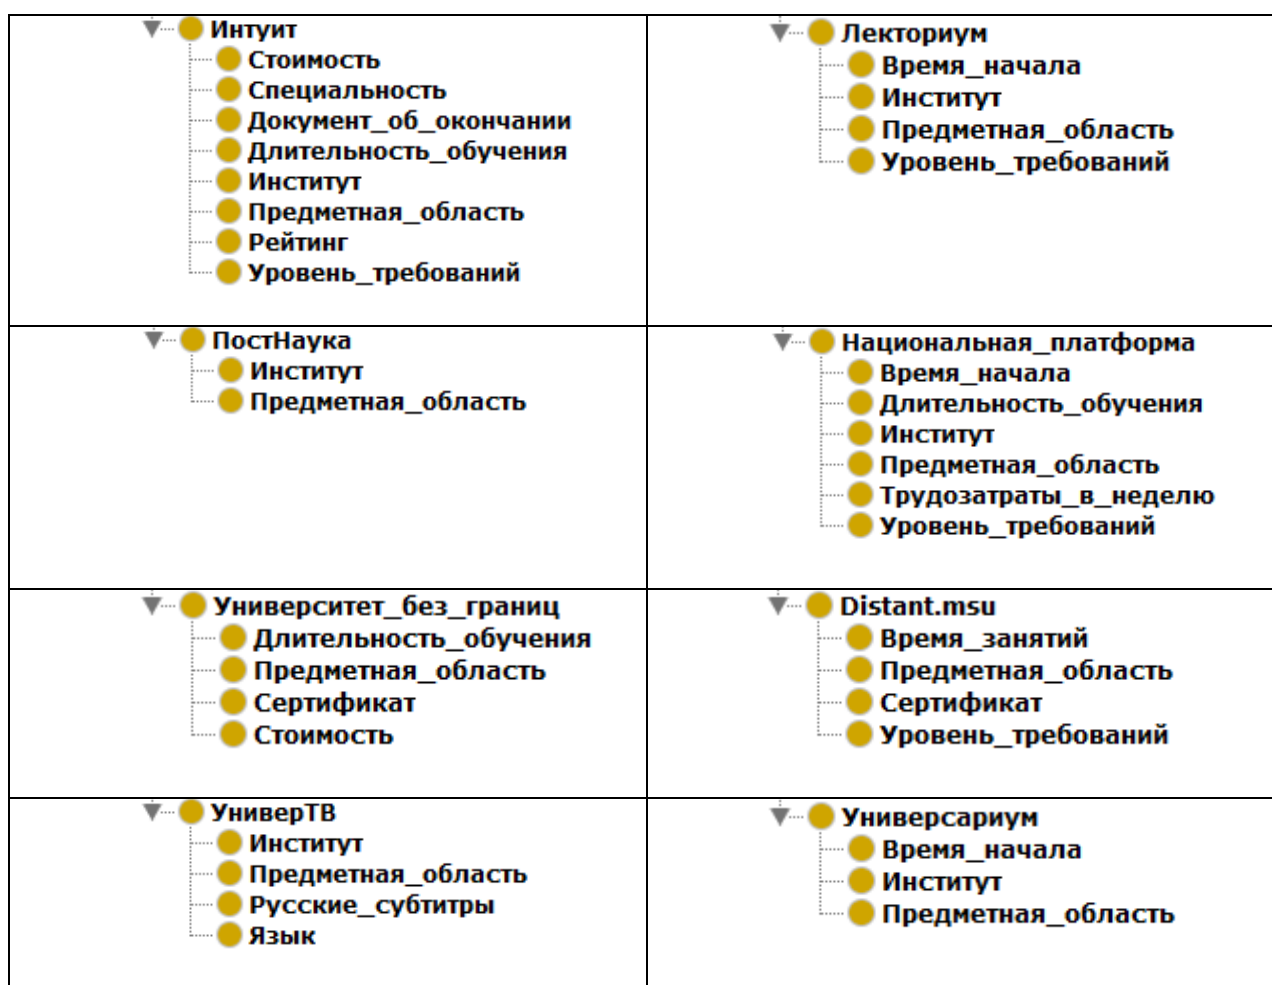 Интуит
Стоимость
Специальность
Документ_об_окончании
Длительность_обучения
Институт
Предметная_область
Рейтинг
Уровень_требований
Лекториум
Время_начала
Институт
Предметная_область
Уровень_требований
ПостНаука
Институт
Предметная_область
Национальная_платформа
Время_начала
Длительность_обучения
Институт
Предметная_область
Трудозатраты_в_неделю
Уровень_требований
Университет_без_границ
Длительность_обучения
Предметная_область
Сертификат
Стоимость
Distant.msu
Время_занятий
Предметная_область
Сертификат
Уровень_требований
УниверТВ
Институт
Предметная_область
Русские_субтитры
Язык
Универсариум
Время_начала
Институт
Предметная_область